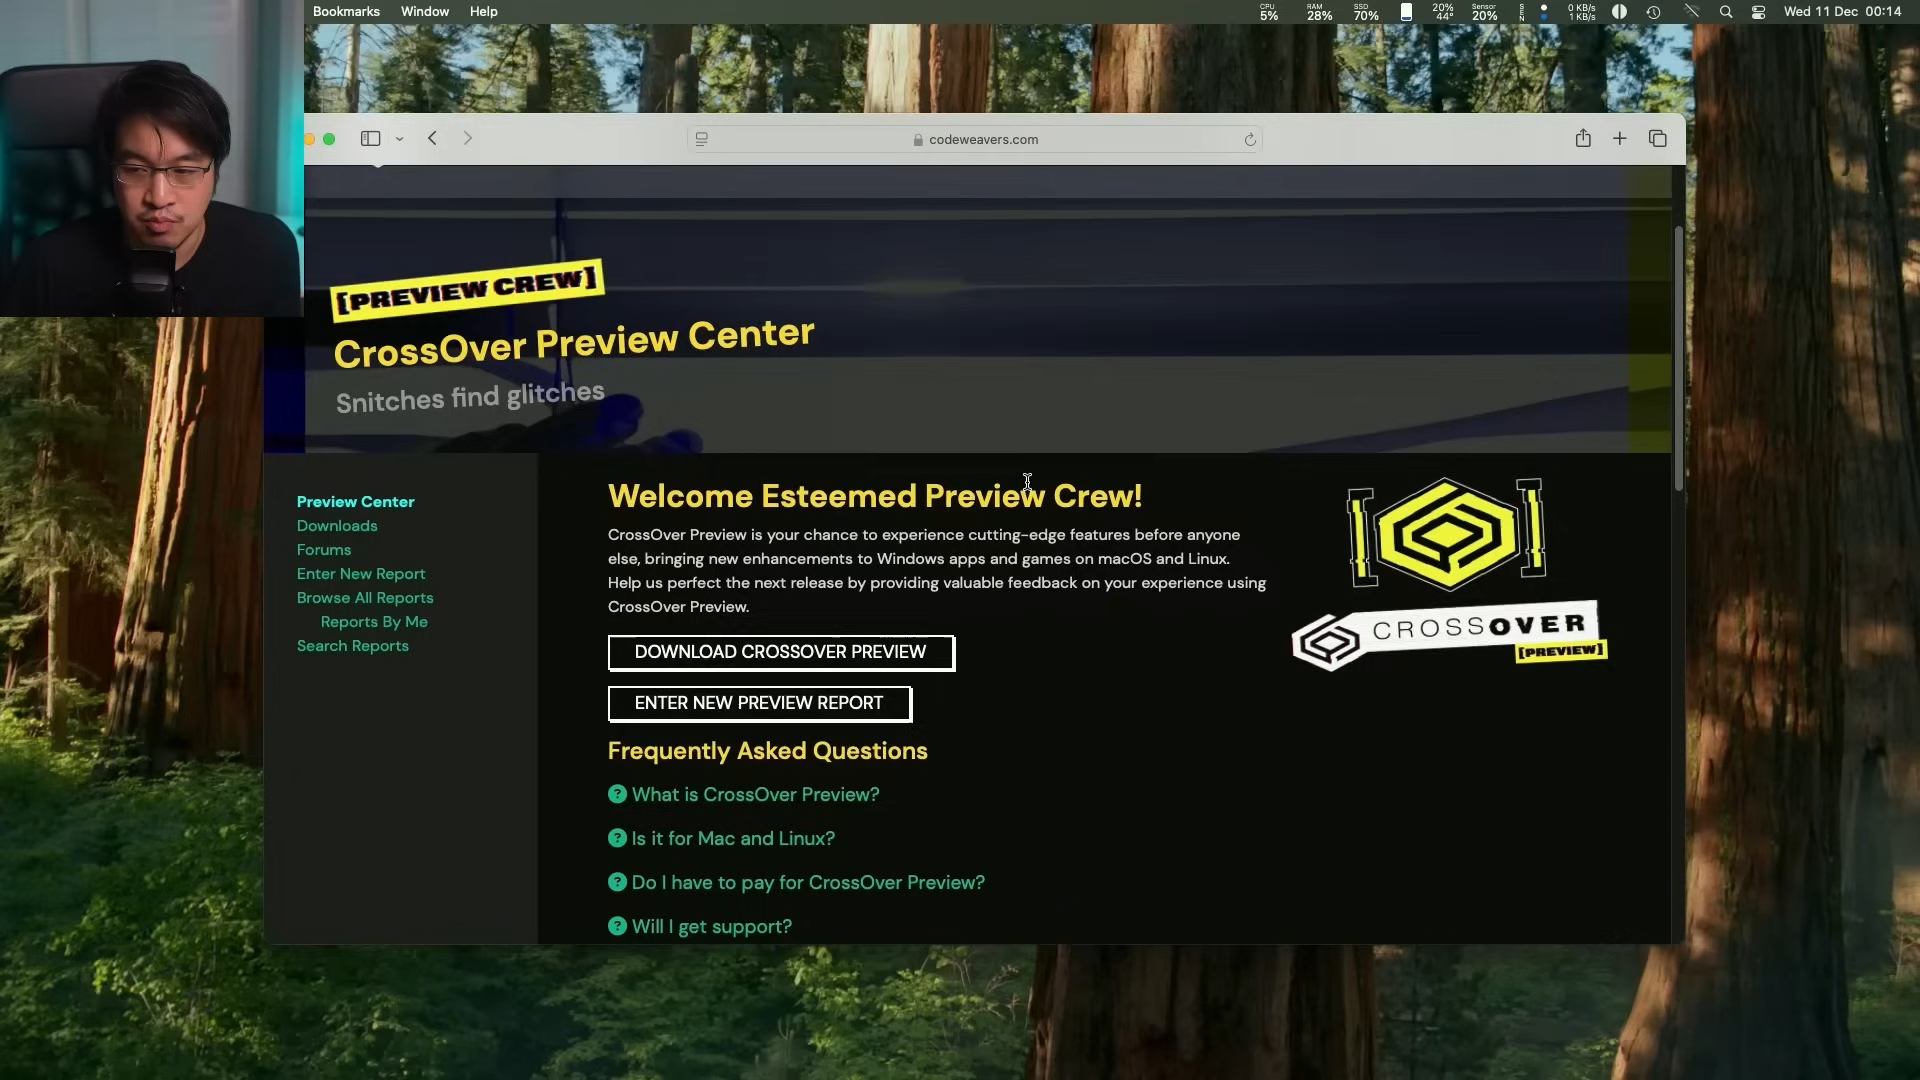 Bookmarks Window Help
CPU 5%
RAM 28%
SSD 70%
20% 44°
Sensor 20%
SEN
0 KB/s
1 KB/s
Wed 11 Dec 00:14
codeweavers.com
[PREVIEW CREW]
CrossOver Preview Center
Snitches find glitches
Preview Center
Downloads
Forums
Enter New Report
Browse All Reports
Reports By Me
Search Reports
Welcome Esteemed Preview Crew!
CrossOver Preview is your chance to experience cutting-edge features before anyone
else, bringing new enhancements to Windows apps and games on macOS and Linux.
Help us perfect the next release by providing valuable feedback on your experience using
CrossOver Preview.
DOWNLOAD CROSSOVER PREVIEW
ENTER NEW PREVIEW REPORT
Frequently Asked Questions
? What is CrossOver Preview?
? Is it for Mac and Linux?
? Do I have to pay for CrossOver Preview?
? Will I get support?
CROSSOVER
[PREVIEW]